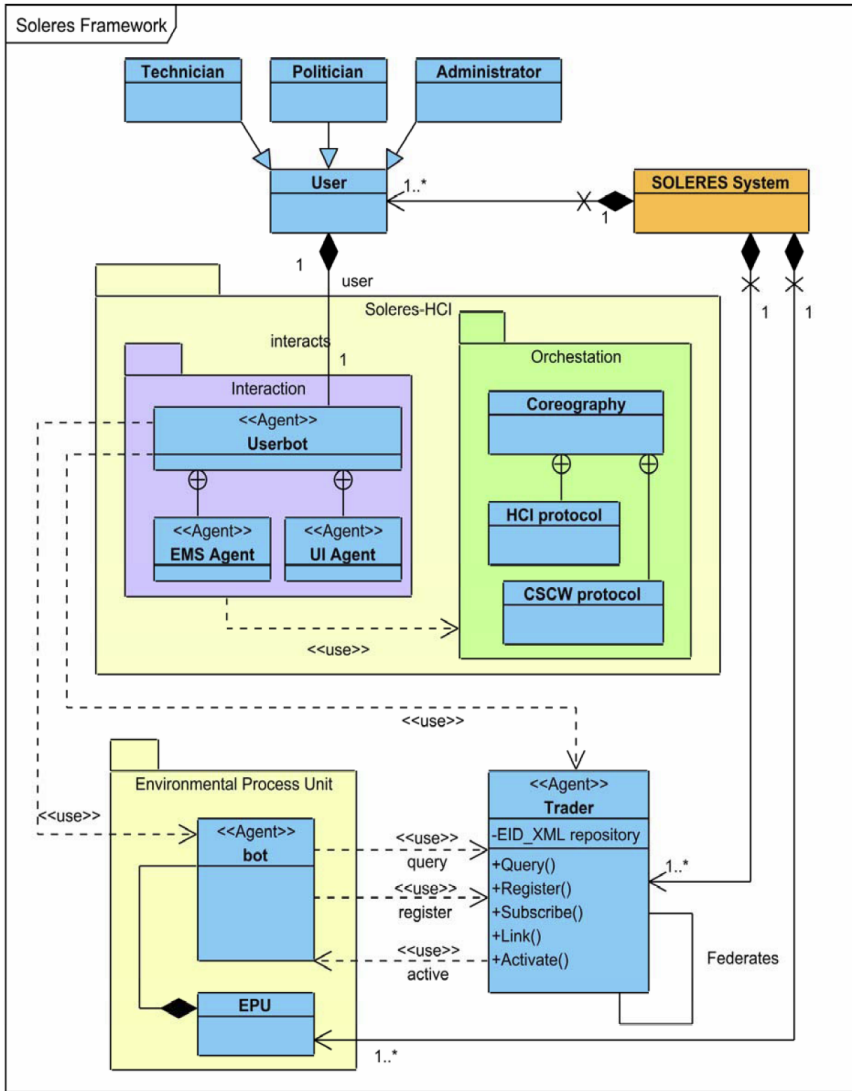 Soleres Framework
Technician
Politician
Administrator
User
1..*
1
SOLERES System
1
user
1
1
Soleres-HCI
interacts
1
Orchestation
Interaction
<<Agent>>
Userbot
Coreography
<<Agent>>
EMS Agent
<<Agent>>
UI Agent
HCI protocol
CSCW protocol
<<use>>
<<use>>
Environmental Process Unit
<<use>>
<<Agent>>
bot
<<use>>
query
<<use>>
register
<<use>>
active
<<Agent>>
Trader
-EID_XML repository
+Query()
+Register()
+Subscribe()
+Link()
+Activate()
1..*
Federates
EPU
1..*